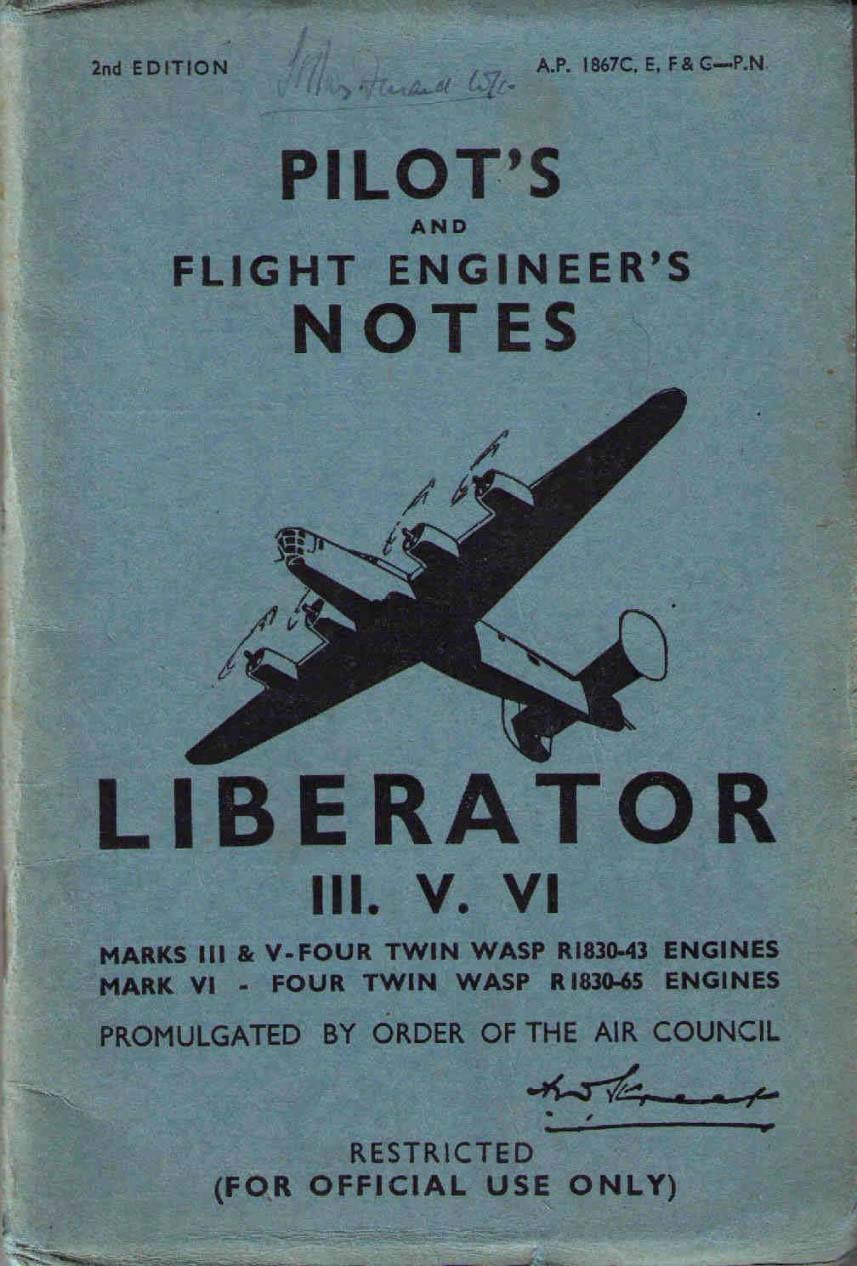 2nd EDITION
A.P. 1867C, E, F & G—P.N.
PILOT'S
AND
FLIGHT ENGINEER'S
NOTES
LIBERATOR
III. V. VI
MARKS III & V-FOUR TWIN WASP R1830-43 ENGINES
MARK VI - FOUR TWIN WASP R1830-65 ENGINES
PROMULGATED BY ORDER OF THE AIR COUNCIL
RESTRICTED
(FOR OFFICIAL USE ONLY)